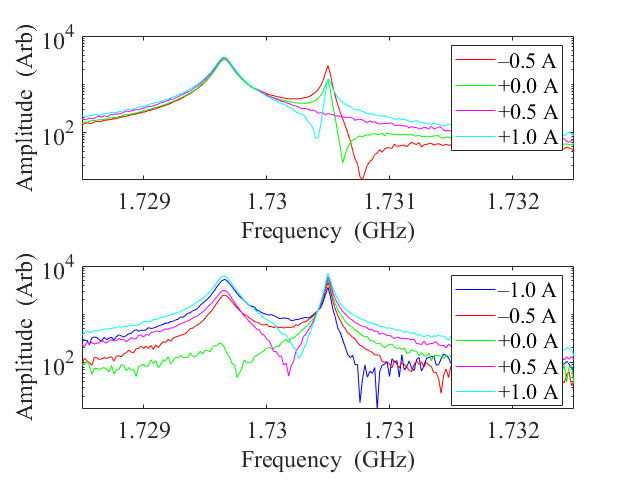 Amplitude (Arb)
10^4
10^2
–0.5 A
+0.0 A
+0.5 A
+1.0 A
1.729 1.73 1.731 1.732
Frequency (GHz)
Amplitude (Arb)
10^4
10^2
–1.0 A
–0.5 A
+0.0 A
+0.5 A
+1.0 A
1.729 1.73 1.731 1.732
Frequency (GHz)